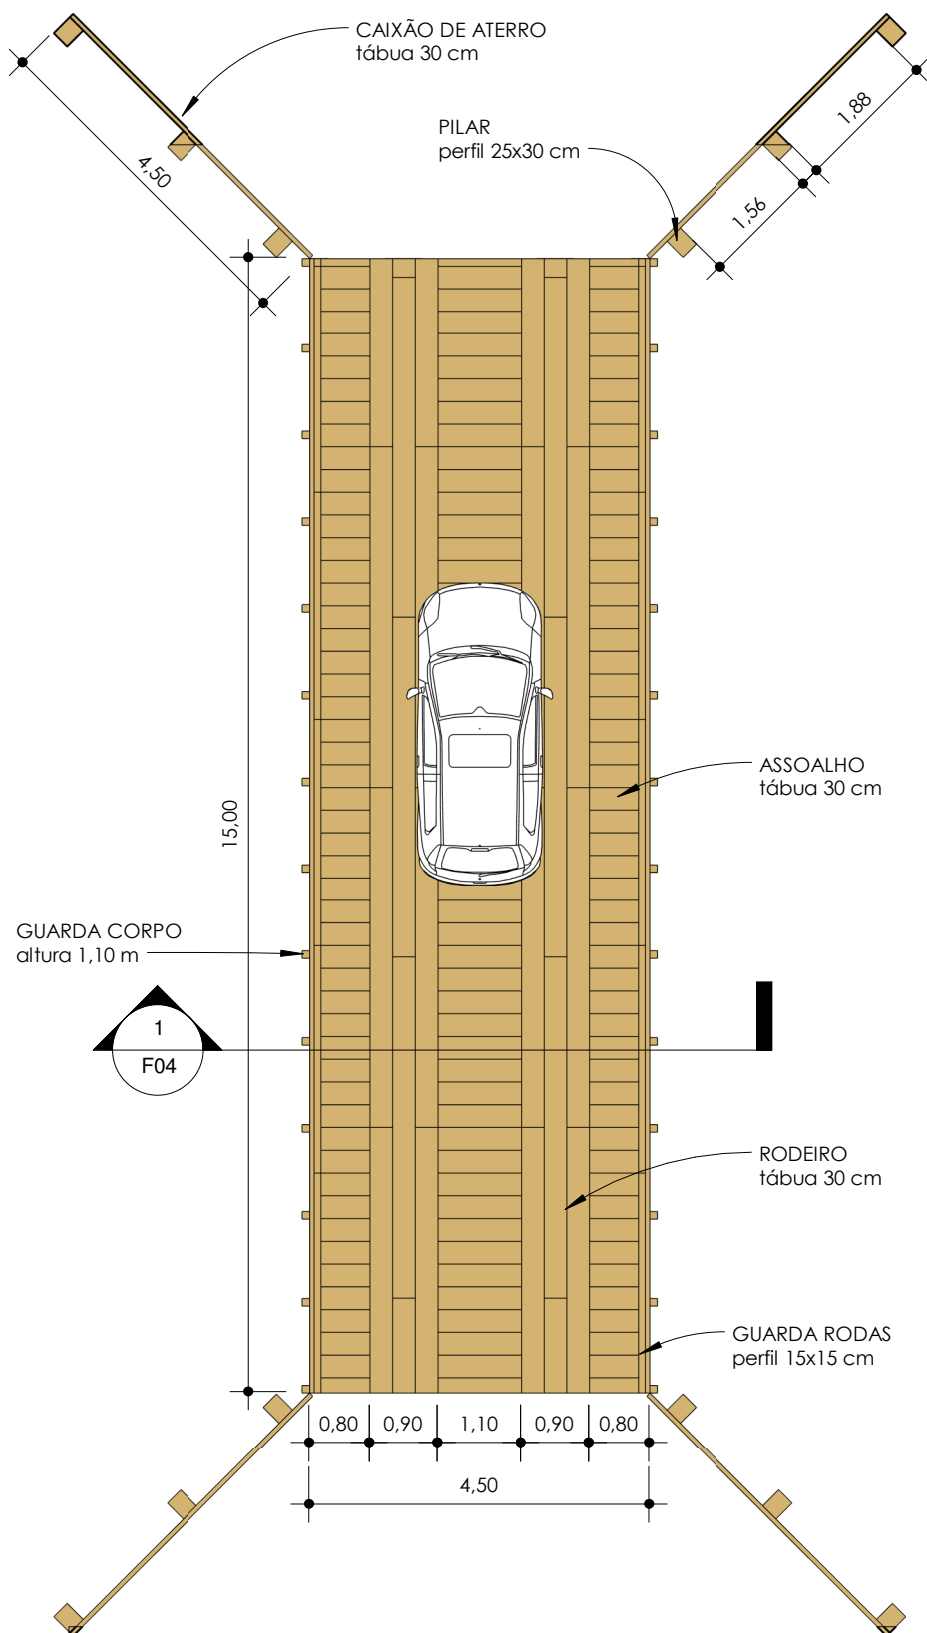 CAIXÃO DE ATERRO
tábua 30 cm
PILAR
perfil 25x30 cm
1,88
4,50
1,56
15,00
ASSOALHO
tábua 30 cm
GUARDA CORPO
altura 1,10 m
1
F04
RODEIRO
tábua 30 cm
GUARDA RODAS
perfil 15x15 cm
0,80 0,90 1,10 0,90 0,80
4,50